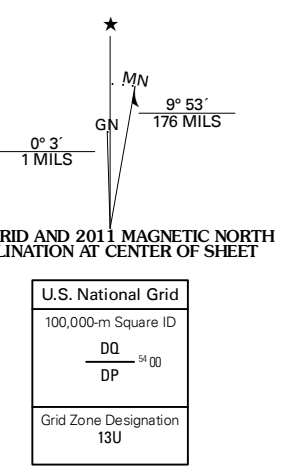 ★
MN
GN
9° 53´
176 MILS
0° 3´
1 MILS
RID AND 2011 MAGNETIC NORTH
LINATION AT CENTER OF SHEET
U.S. National Grid
100,000-m Square ID
DQ
54 00
DP
Grid Zone Designation
13U